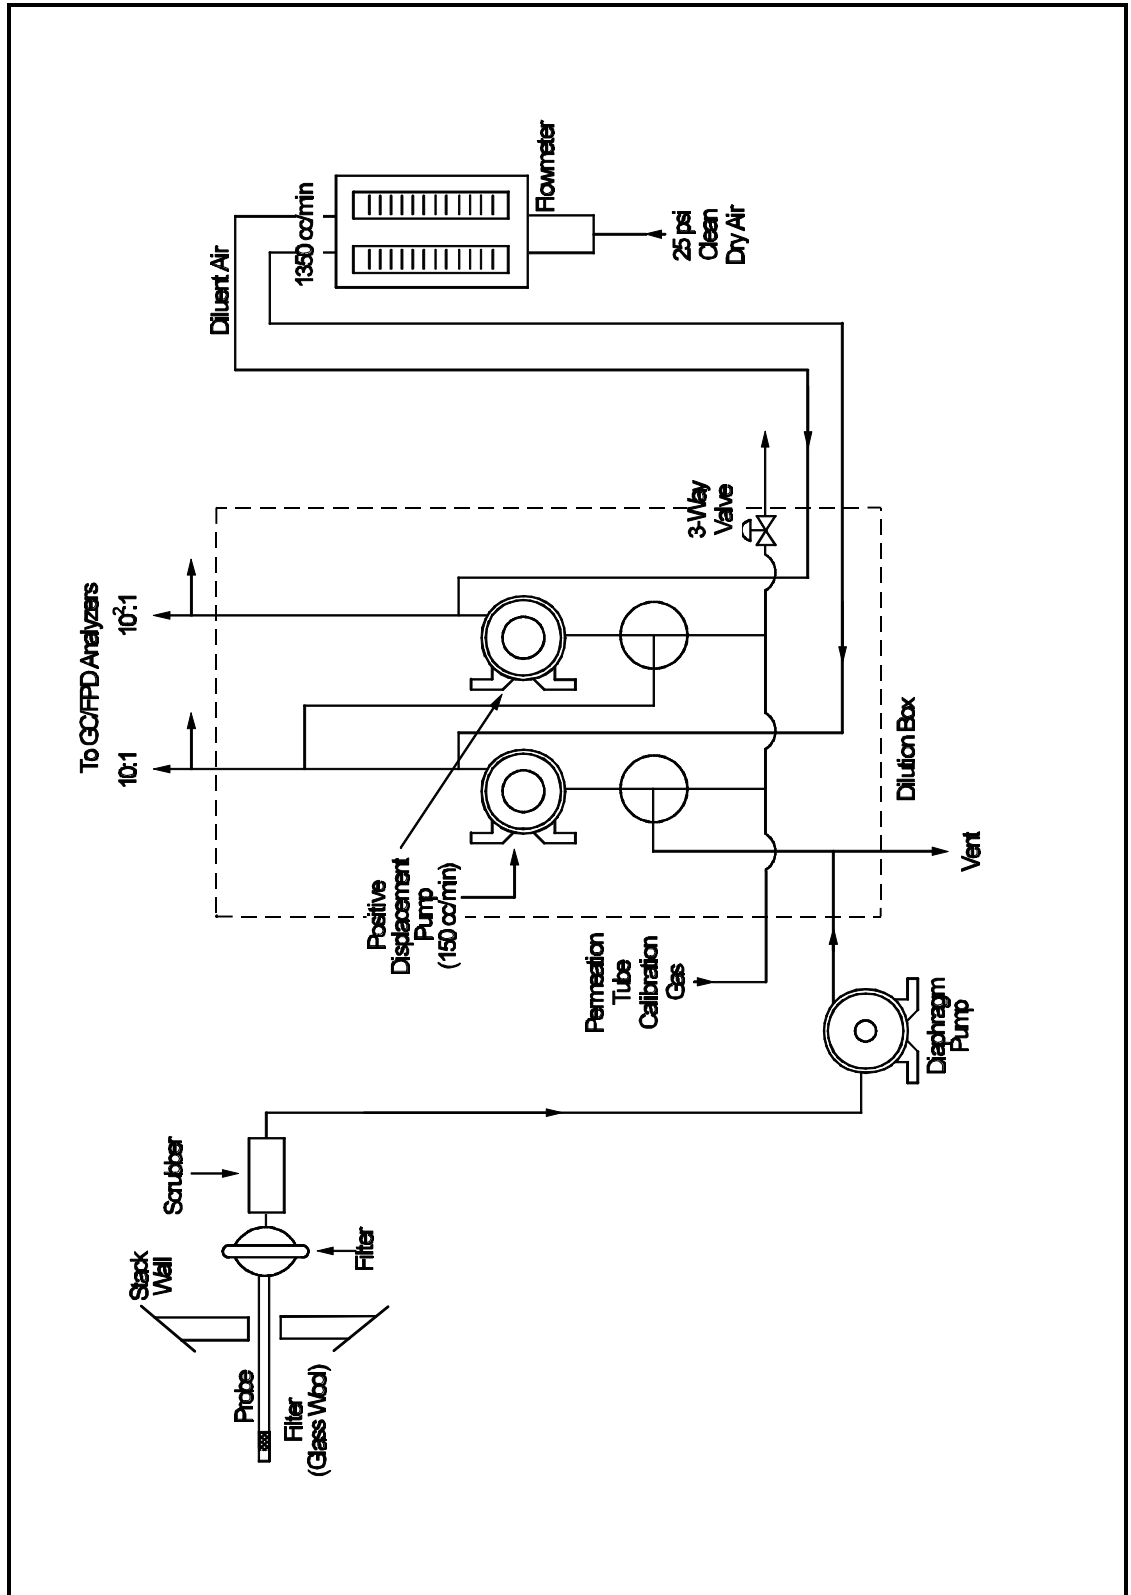 To GC/FPD Analyzers
10:1
10²:1
Diluent Air
1350 cc/min
Flowmeter
25 psi
Clean
Dry Air
3-Way
Valve
Positive
Displacement
Pump
(150 cc/min)
Dilution Box
Vent
Permeation
Tube
Calibration
Gas
Diaphragm
Pump
Scrubber
Filter
Stack
Wall
Probe
Filter
(Glass Wool)